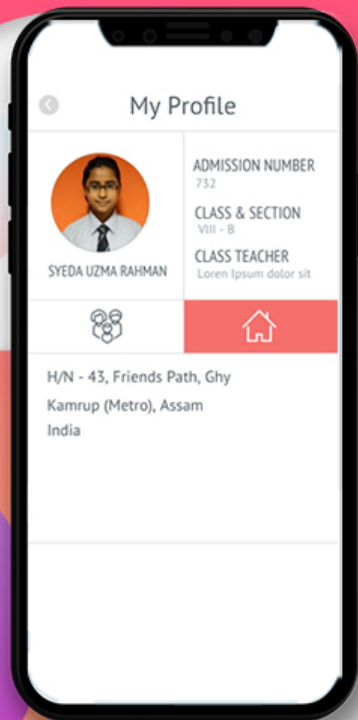 My Profile
SYEDA UZMA RAHMAN
ADMISSION NUMBER
732
CLASS & SECTION
VIII - B
CLASS TEACHER
Loren Ipsum dolor sit
H/N - 43, Friends Path, Ghy
Kamrup (Metro), Assam
India